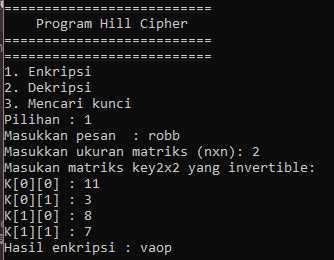 ==========================
Program Hill Cipher
==========================
==========================
1. Enkripsi
2. Dekripsi
3. Mencari kunci
Pilihan : 1
Masukkan pesan  : robb
Masukkan ukuran matriks (nxn): 2
Masukan matriks key2x2 yang invertible:
K[0][0] : 11
K[0][1] : 3
K[1][0] : 8
K[1][1] : 7
Hasil enkripsi : vaop